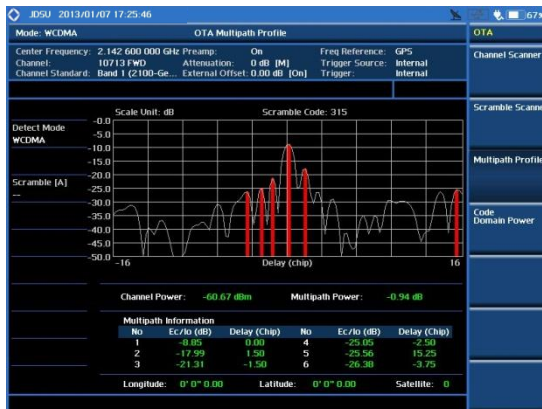 JDSU 2013/01/07 17:25:46
67%
Mode: WCDMA OTA Multipath Profile OTA
Center Frequency: 2.142 600 000 GHz Preamp: On Freq Reference: GPS
Channel: 10713 FWD Attenuation: 0 dB [M] Trigger Source: Internal
Channel Standard: Band 1 (2100-Ge... External Offset: 0.00 dB [On] Trigger: Internal
Channel Scanner
Scramble Scanne
Multipath Profile
Code
Domain Power
Detect Mode
WCDMA
Scramble [A]
--
Scale Unit: dB Scramble Code: 315
-0.0
-5.0
-10.0
-15.0
-20.0
-25.0
-30.0
-35.0
-40.0
-45.0
-50.0
-16 Delay (chip) 16
Channel Power: -60.67 dBm Multipath Power: -0.94 dB
Multipath Information
No Ec/Io (dB) Delay (Chip) No Ec/Io (dB) Delay (Chip)
1 -8.85 0.00 4 -25.05 -2.50
2 -17.99 1.50 5 -25.56 15.25
3 -21.31 -1.50 6 -26.38 -3.75
Longitude: 0' 0" 0.00 Latitude: 0' 0" 0.00 Satellite: 0